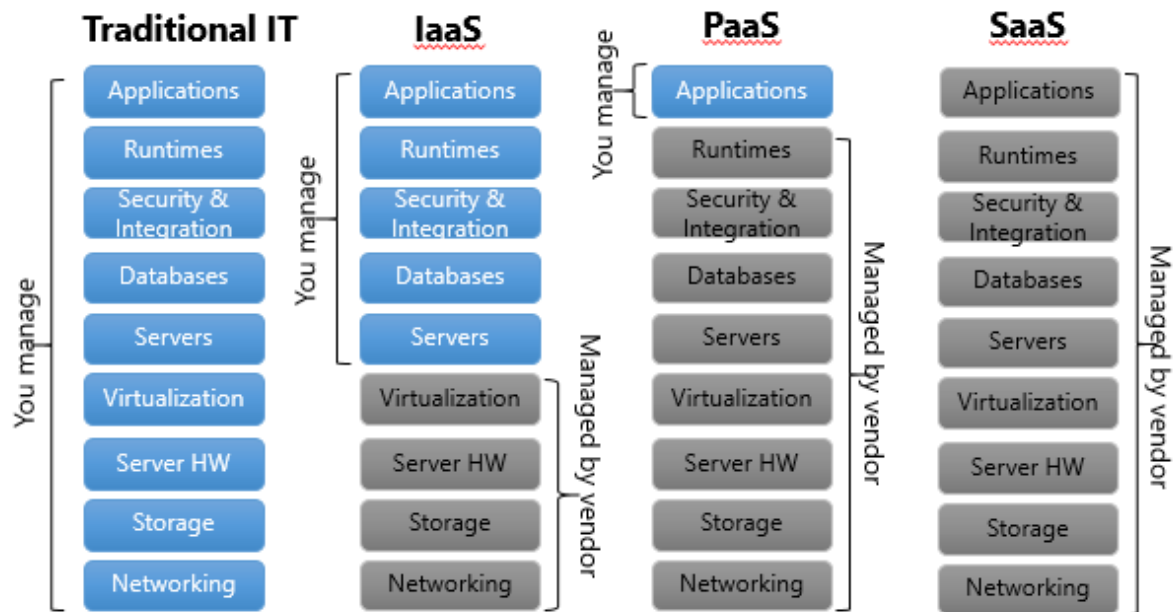 Traditional IT
IaaS
PaaS
SaaS
You manage
Applications
Runtimes
Security &
Integration
Databases
Servers
Virtualization
Server HW
Storage
Networking
You manage
Applications
Runtimes
Security &
Integration
Databases
Servers
Virtualization
Server HW
Storage
Networking
Managed by vendor
You manage
Applications
Runtimes
Security &
Integration
Databases
Servers
Virtualization
Server HW
Storage
Networking
Managed by vendor
Applications
Runtimes
Security &
Integration
Databases
Servers
Virtualization
Server HW
Storage
Networking
Managed by vendor